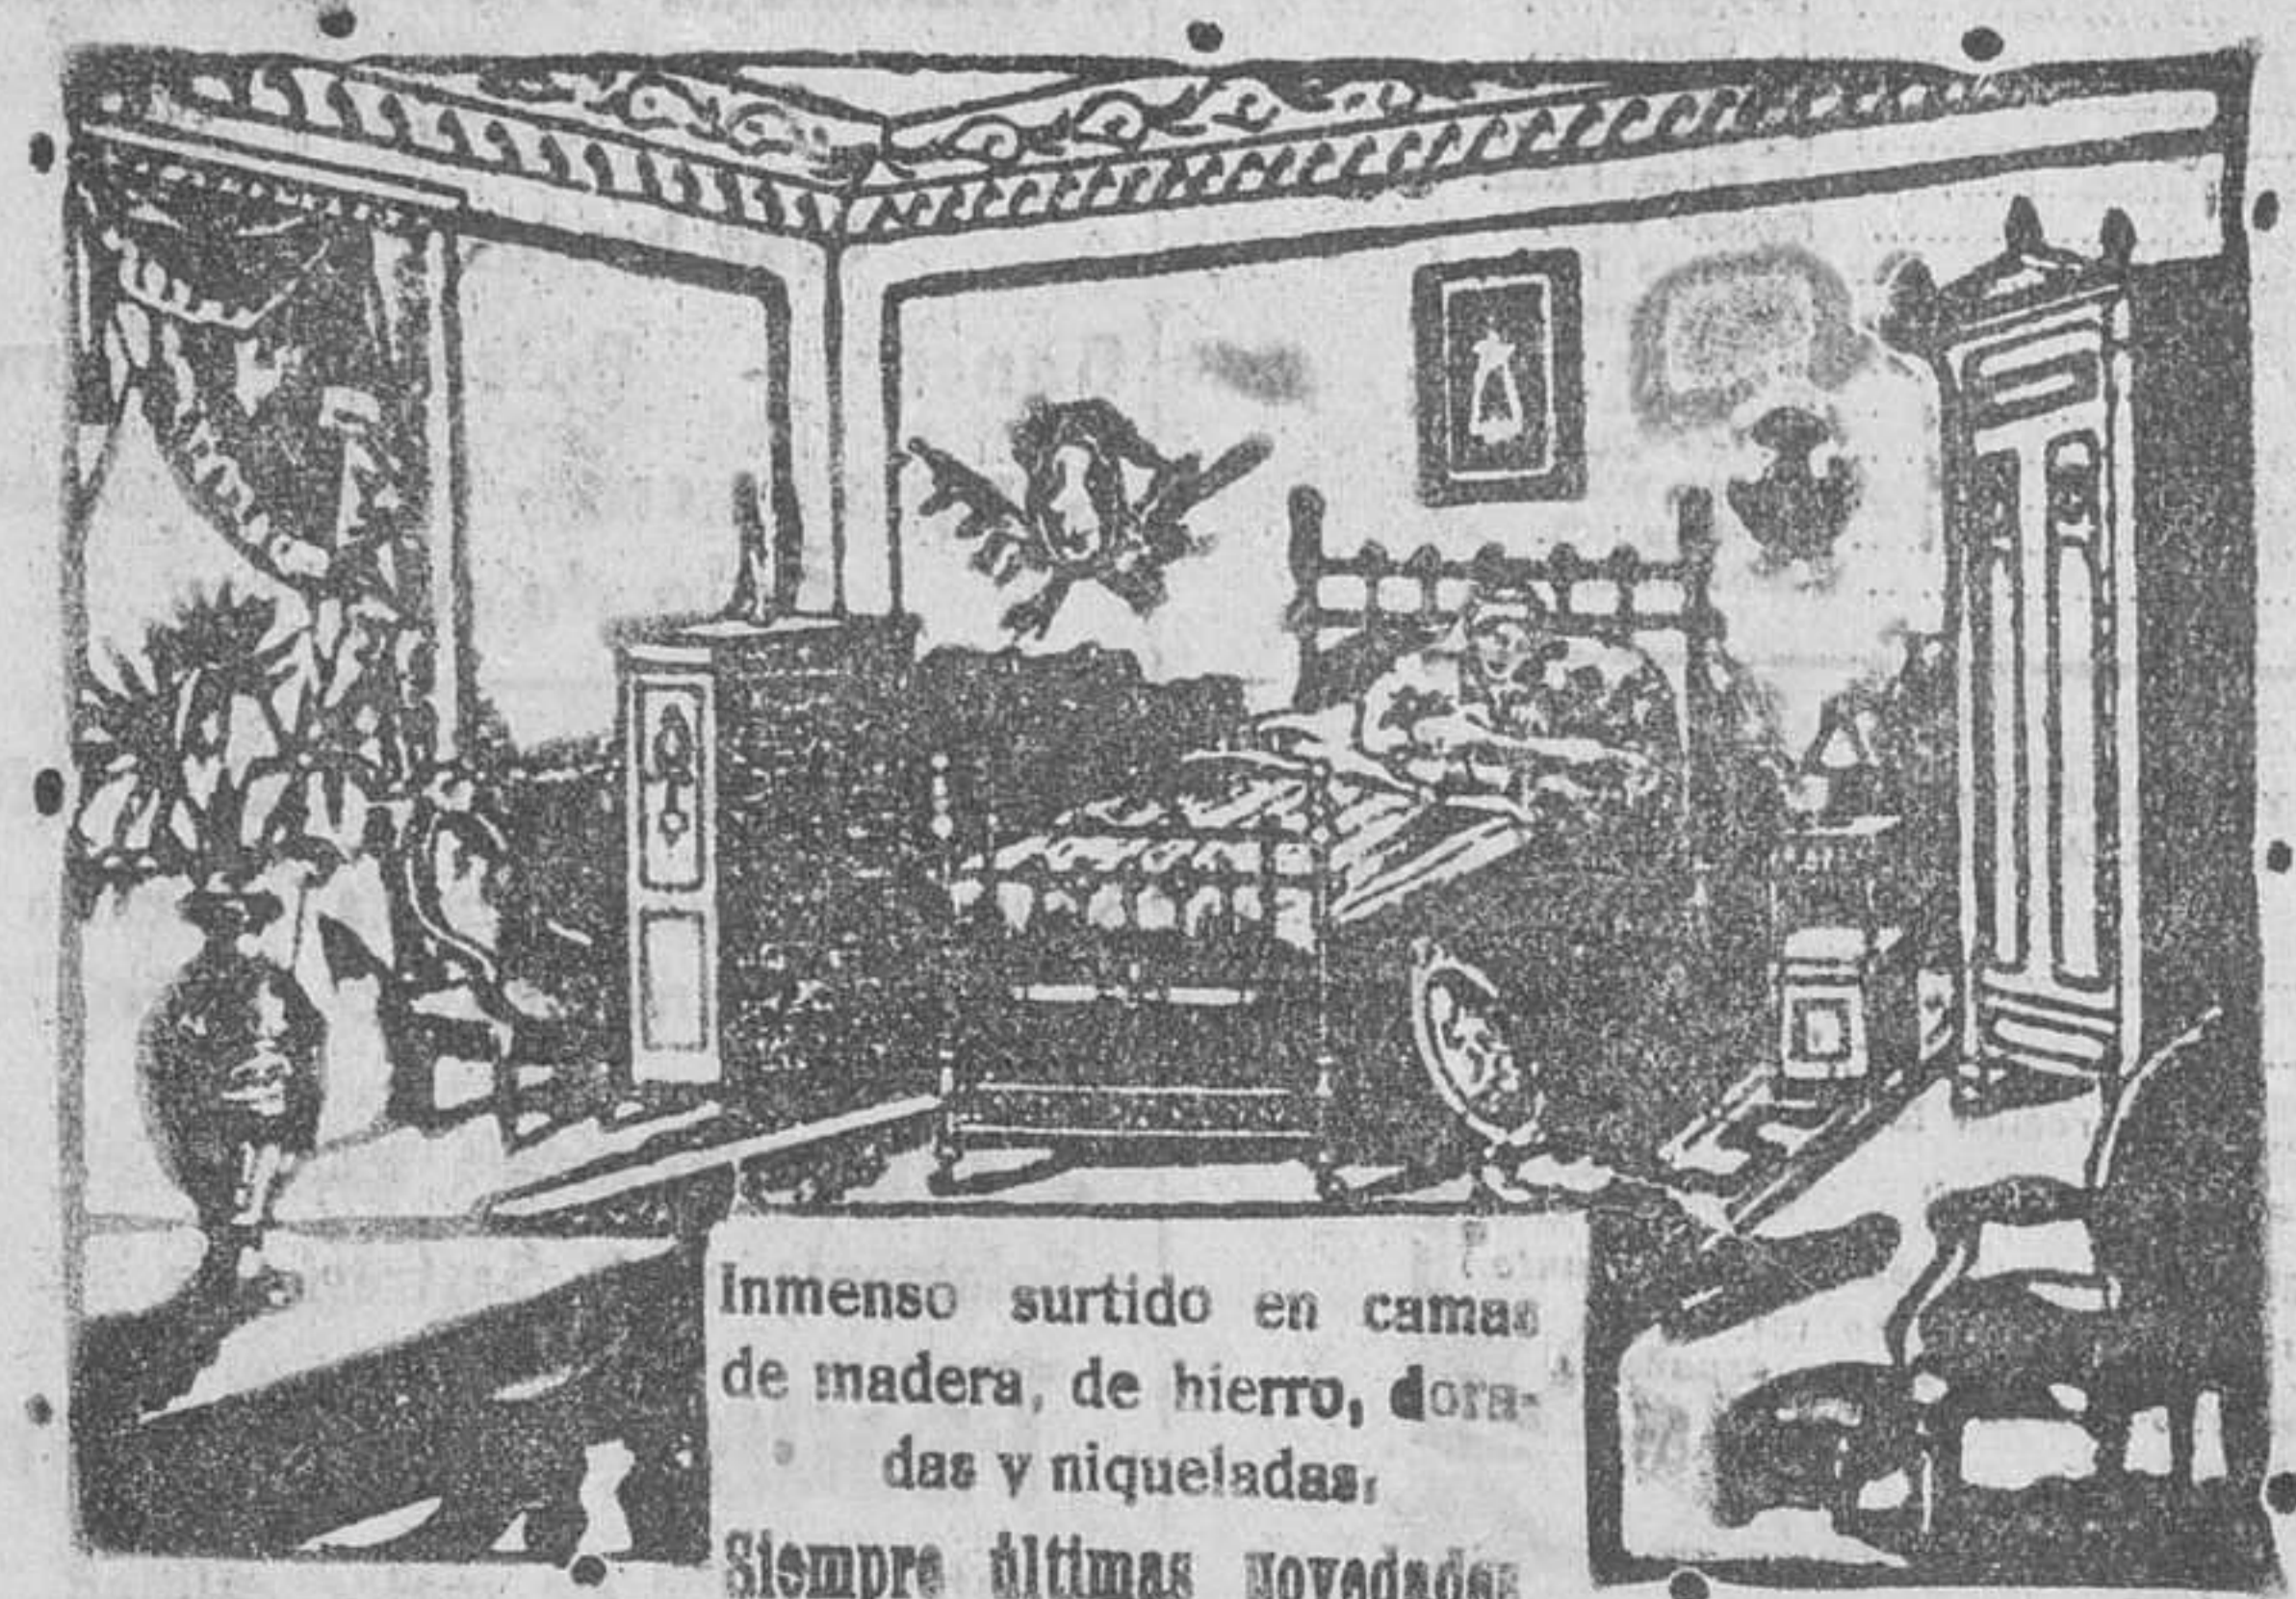 Inmenso surtido en camas
de madera, de hierro, dora-
das y niqueladas,
Siempre últimas novedades